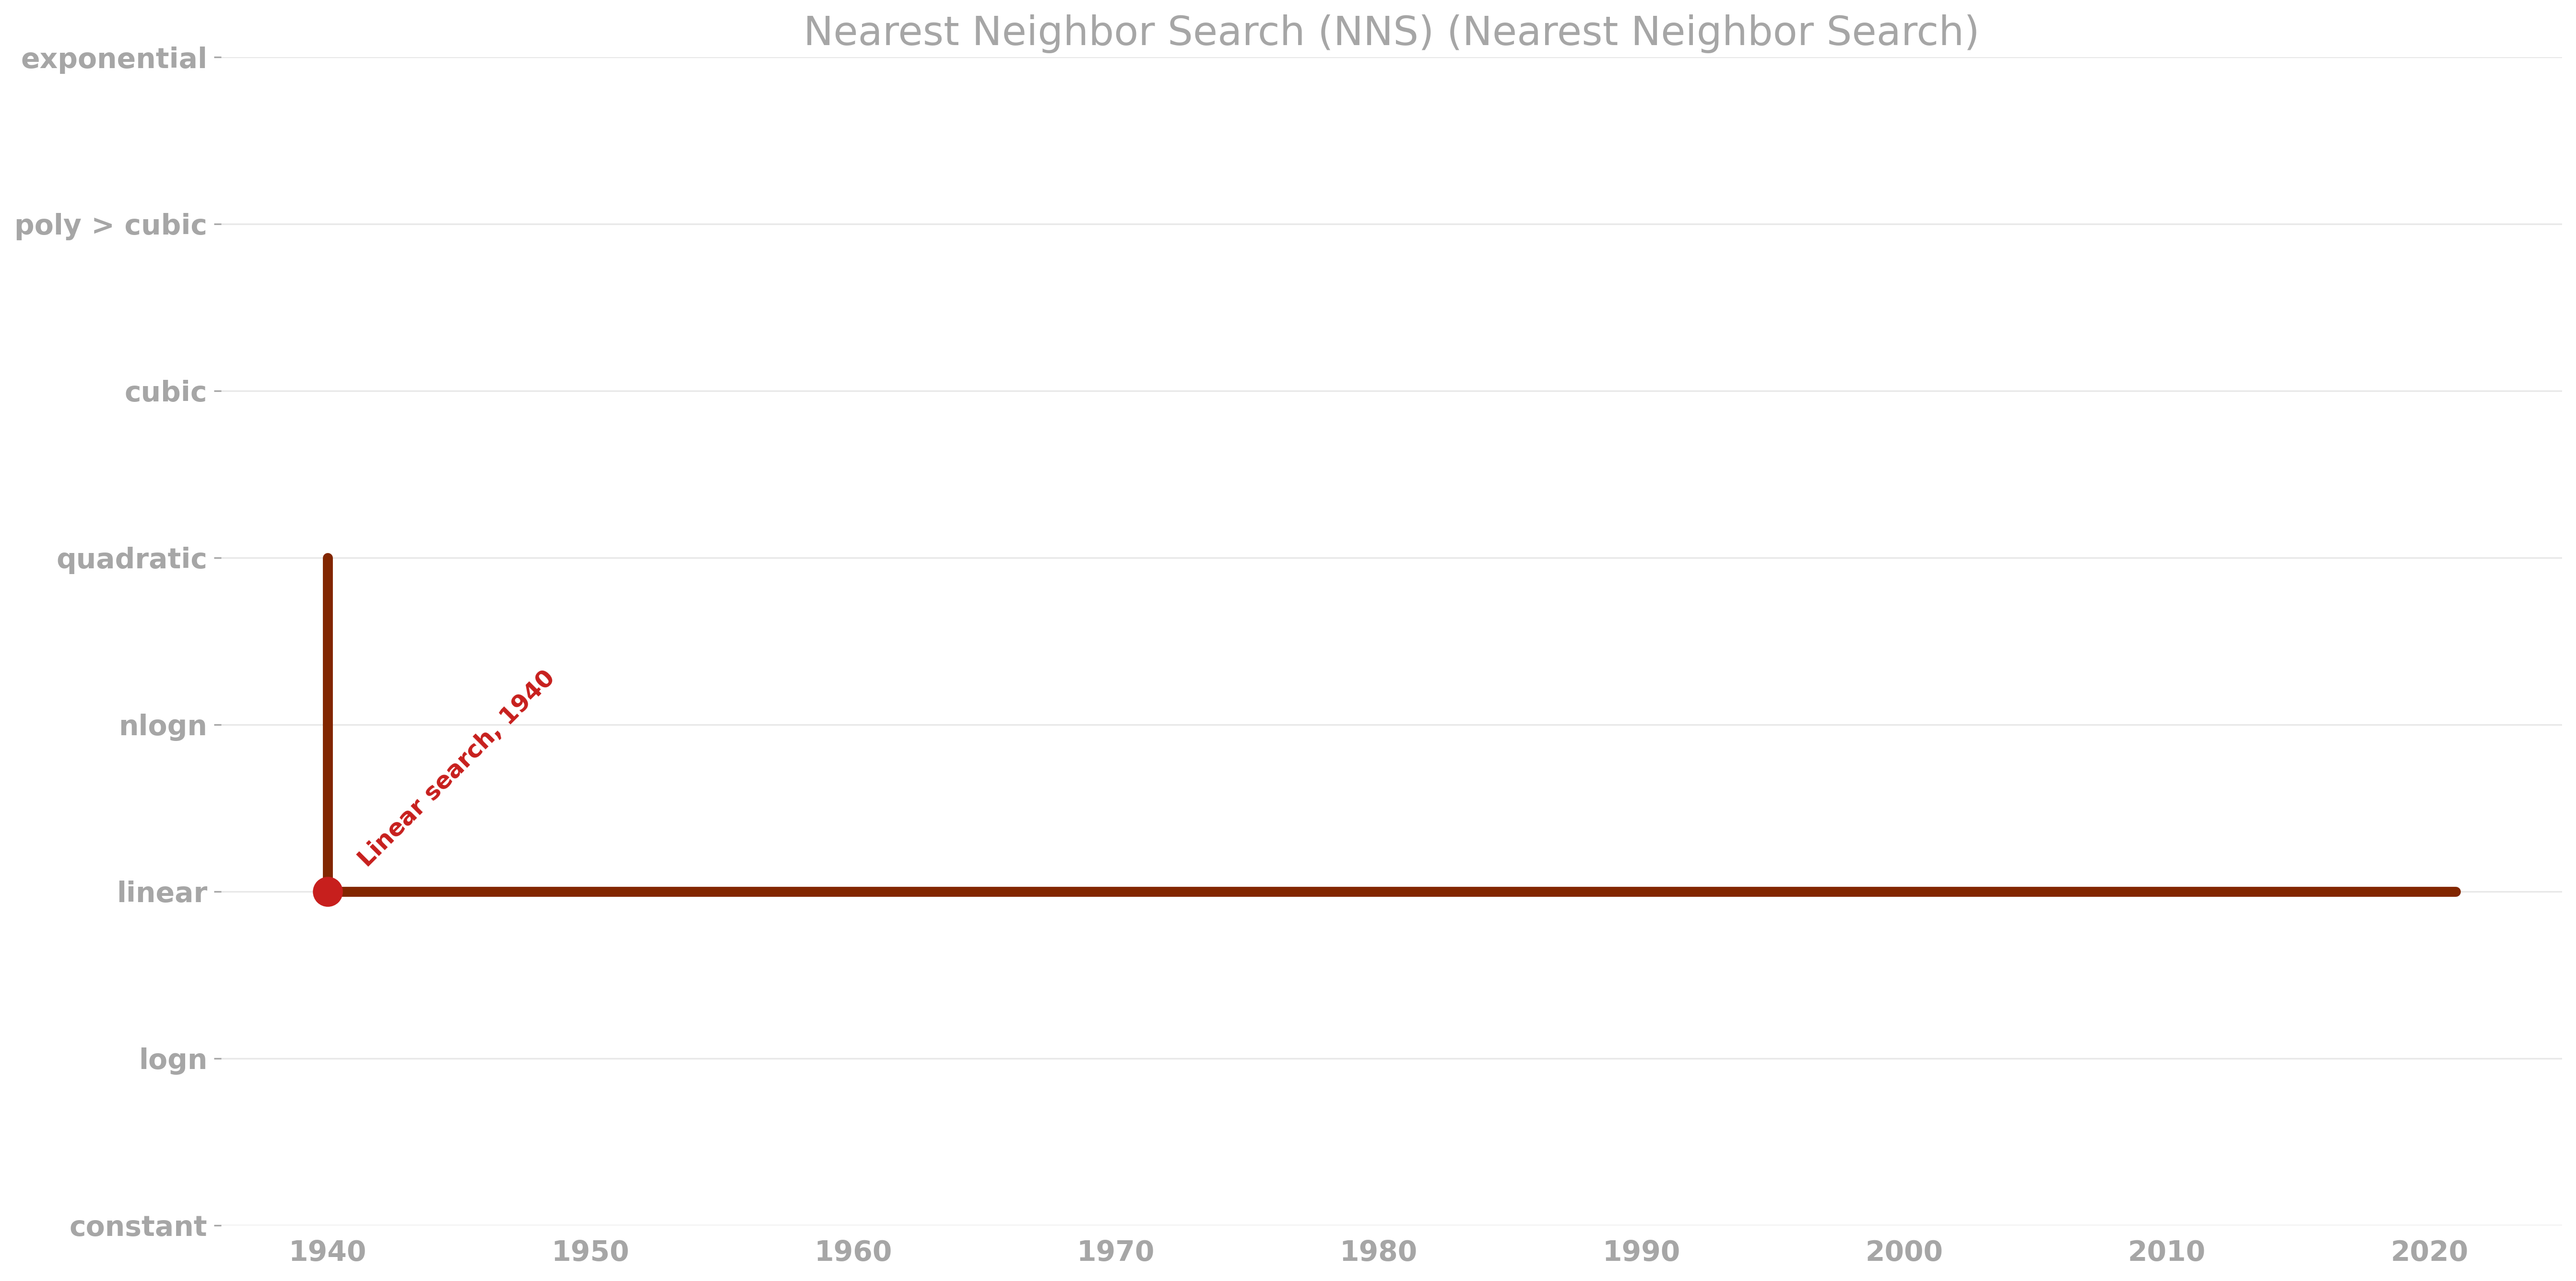 Nearest Neighbor Search (NNS) (Nearest Neighbor Search)
exponential
poly > cubic
cubic
quadratic
nlogn
linear
logn
constant
Linear search, 1940
1940 1950 1960 1970 1980 1990 2000 2010 2020